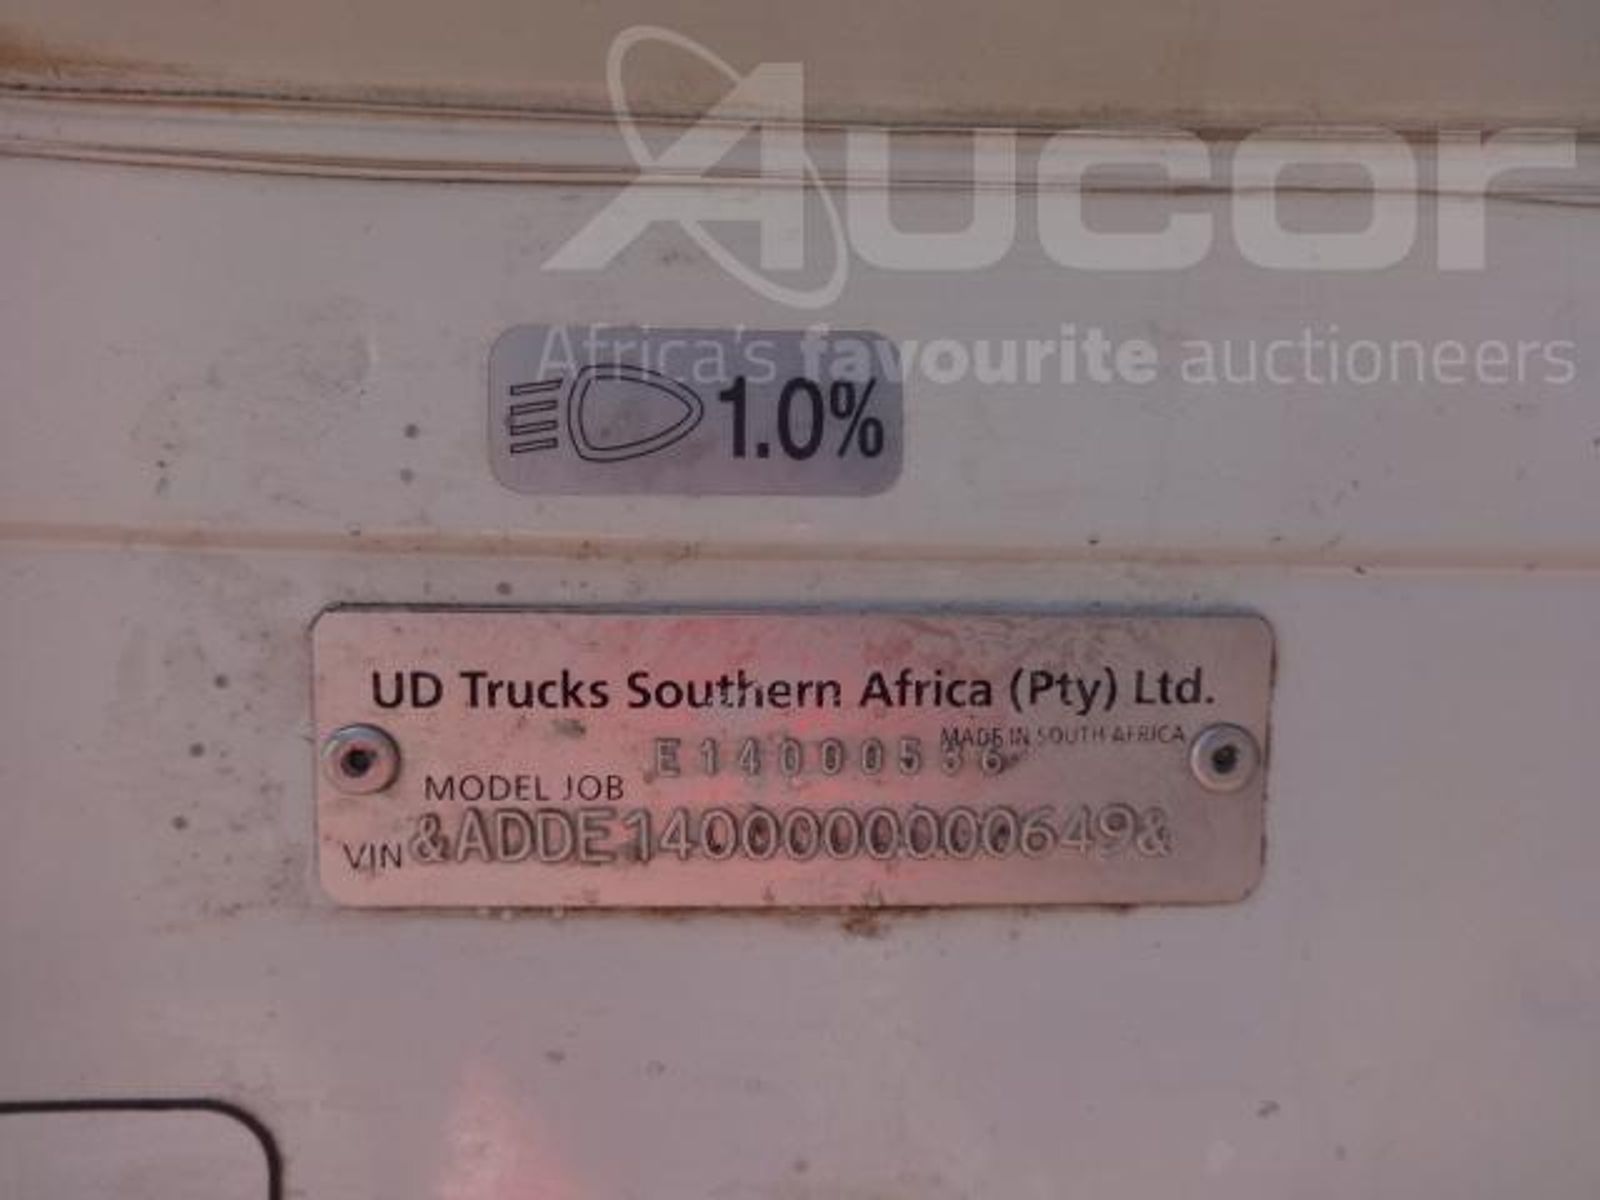 Aucor
Africa's favourite auctioneers
1.0%
UD Trucks Southern Africa (Pty) Ltd.
MADE IN SOUTH AFRICA
MODEL JOB
VIN &ADDE1400000000649&